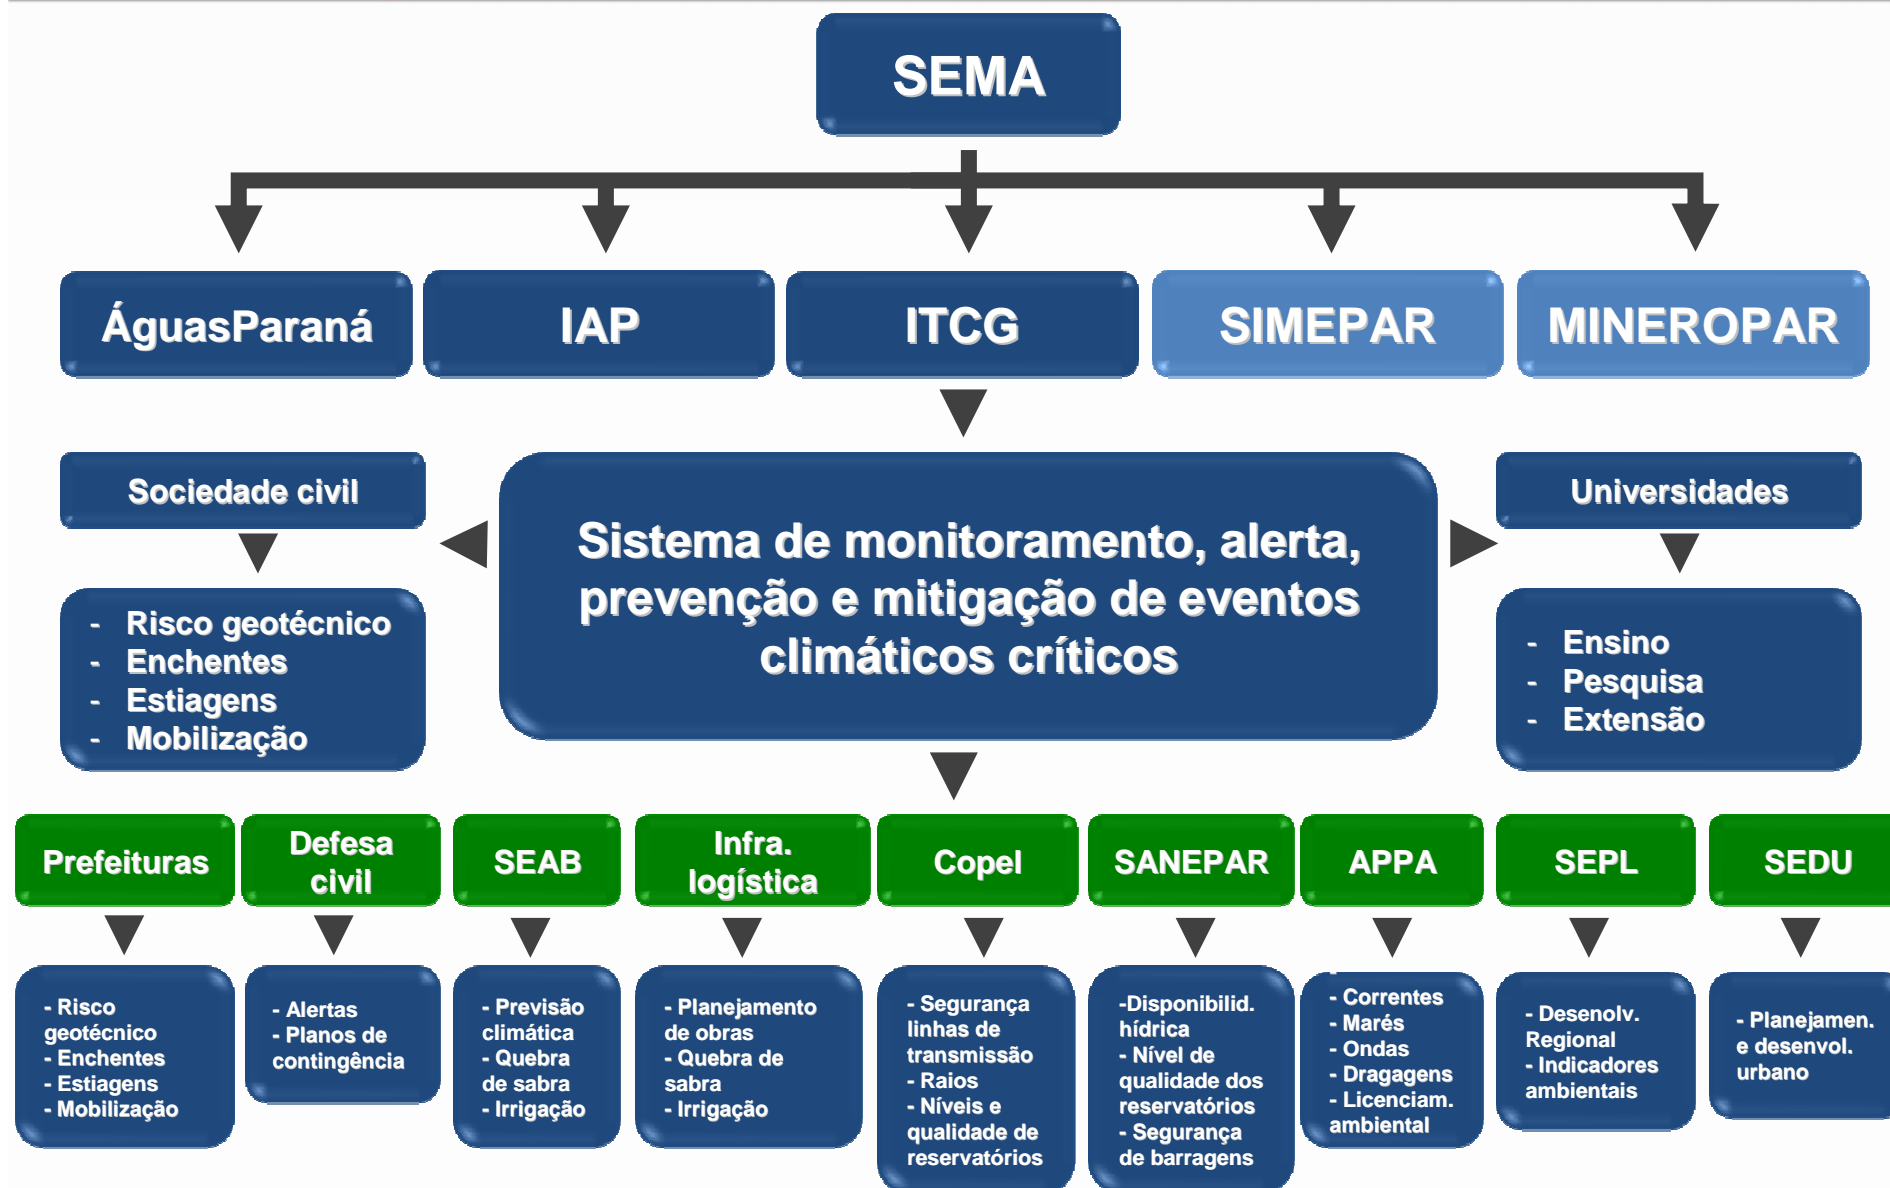 SEMA
ÁguasParaná
IAP
ITCG
SIMEPAR
MINEROPAR
Sociedade civil
- Risco geotécnico
- Enchentes
- Estiagens
- Mobilização
Sistema de monitoramento, alerta,
prevenção e mitigação de eventos
climáticos críticos
Universidades
- Ensino
- Pesquisa
- Extensão
Prefeituras
- Risco
geotécnico
- Enchentes
- Estiagens
- Mobilização
Defesa
civil
- Alertas
- Planos de
contingência
SEAB
- Previsão
climática
- Quebra
de sabra
- Irrigação
Infra.
logística
- Planejamento
de obras
- Quebra de
sabra
- Irrigação
Copel
- Segurança
linhas de
transmissão
- Raios
- Níveis e
qualidade de
reservatórios
SANEPAR
-Disponibilid.
hídrica
- Nível de
qualidade dos
reservatórios
- Segurança
de barragens
APPA
-
- Correntes
- Marés
- Ondas
- Dragagens
- Licenciam.
ambiental
SEPL
- Desenolv.
Regional
- Indicadores
ambientais
SEDU
- Planejamen.
e desenvol.
urbano